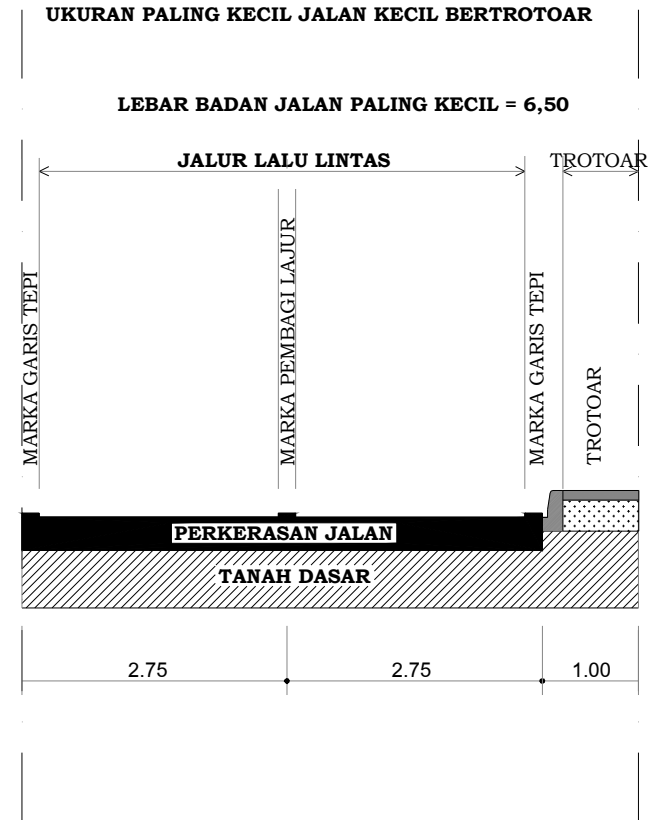 UKURAN PALING KECIL JALAN KECIL BERTROTOAR
LEBAR BADAN JALAN PALING KECIL = 6,50
JALUR LALU LINTAS
TROTOAR
MARKA GARIS TEPI
MARKA PEMBAGI LAJUR
MARKA GARIS TEPI
TROTOAR
PERKERASAN JALAN
TANAH DASAR
2.75
2.75
1.00